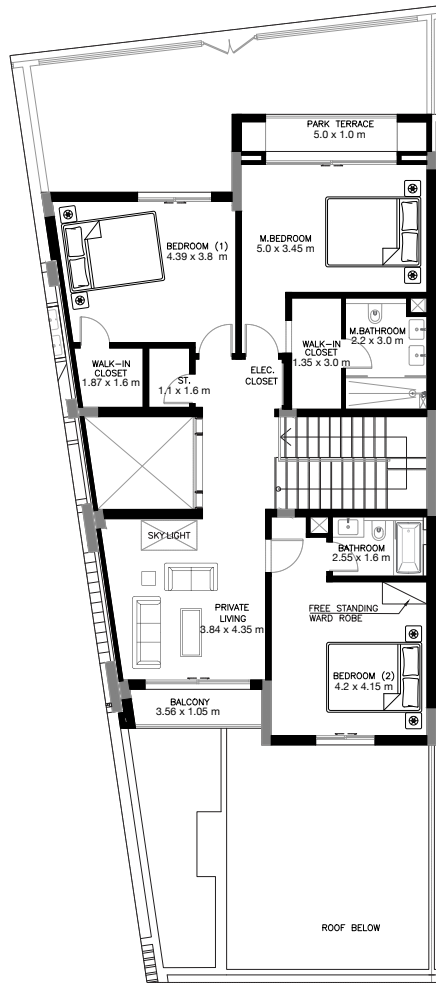 PARK TERRACE
5.0 x 1.0 m
BEDROOM (1)
4.39 x 3.8 m
M.BEDROOM
5.0 x 3.45 m
M.BATHROOM
2.2 x 3.0 m
WALK-IN
CLOSET
1.35 x 3.0 m
WALK-IN
CLOSET
1.87 x 1.6 m
ST.
1.1 x 1.6 m
ELEC.
CLOSET
SKYLIGHT
BATHROOM
2.55 x 1.6 m
PRIVATE
LIVING
3.84 x 4.35 m
FREE STANDING
WARD ROBE
BEDROOM (2)
4.2 x 4.15 m
BALCONY
3.56 x 1.05 m
ROOF BELOW